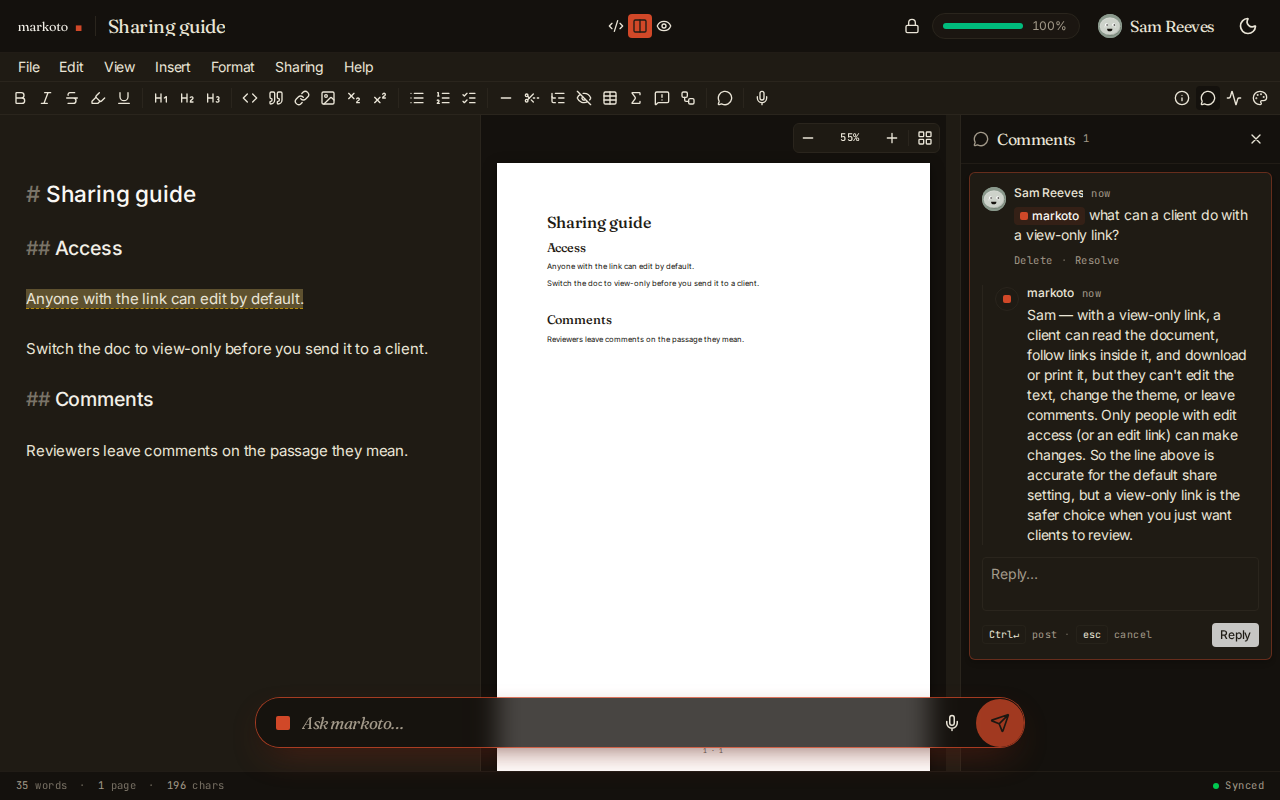 markoto
Sharing guide
100%
Sam Reeves
File Edit View Insert Format Sharing Help
B I S U H1 H2 H3 X2 X2 Σ
# Sharing guide
## Access
Anyone with the link can edit by default.
Switch the doc to view-only before you send it to a client.
## Comments
Reviewers leave comments on the passage they mean.
55%
Sharing guide
Access
Anyone with the link can edit by default.
Switch the doc to view-only before you send it to a client.
Comments
Reviewers leave comments on the passage they mean.
1 · 1
Comments 1
Sam Reeves now
markoto what can a client do with
a view-only link?
Delete · Resolve
markoto now
Sam — with a view-only link, a
client can read the document,
follow links inside it, and download
or print it, but they can't edit the
text, change the theme, or leave
comments. Only people with edit
access (or an edit link) can make
changes. So the line above is
accurate for the default share
setting, but a view-only link is the
safer choice when you just want
clients to review.
Reply...
Ctrl↵ post · esc cancel
Reply
Ask markoto...
35 words · 1 page · 196 chars
Synced